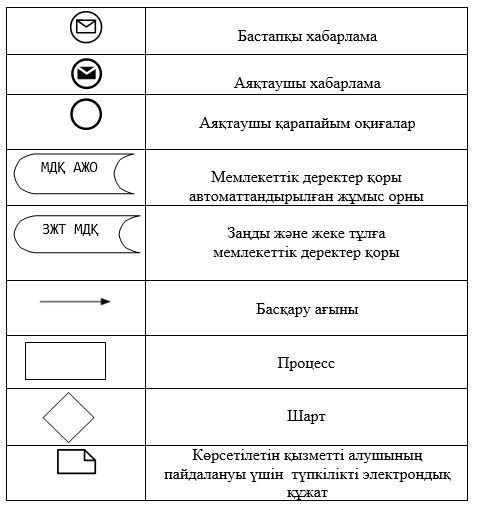 Бастапқы хабарлама
Аяқтаушы хабарлама
Аяқтаушы қарапайым оқиғалар
МДҚ АЖО
Мемлекеттік деректер қоры
автоматтандырылған жұмыс орны
ЗЖТ МДҚ
Заңды және жеке тұлға
мемлекеттік деректер қоры
Басқару ағыны
Процесс
Шарт
Көрсетілетін қызметті алушының
пайдалануы үшін түпкілікті электрондық
құжат